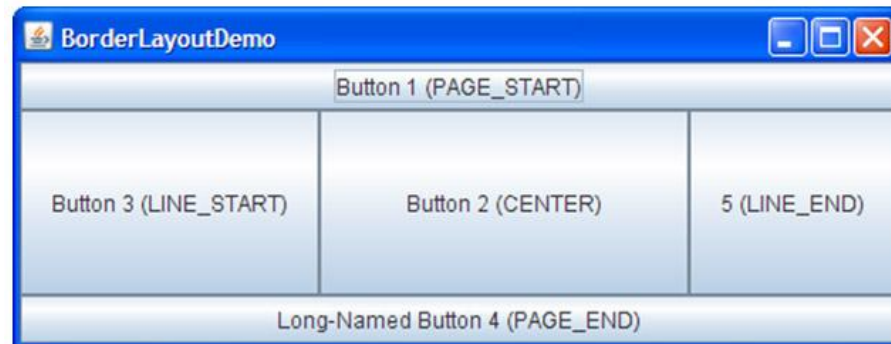 BorderLayoutDemo
Button 1 (PAGE_START)
Button 3 (LINE_START)
Button 2 (CENTER)
5 (LINE_END)
Long-Named Button 4 (PAGE_END)